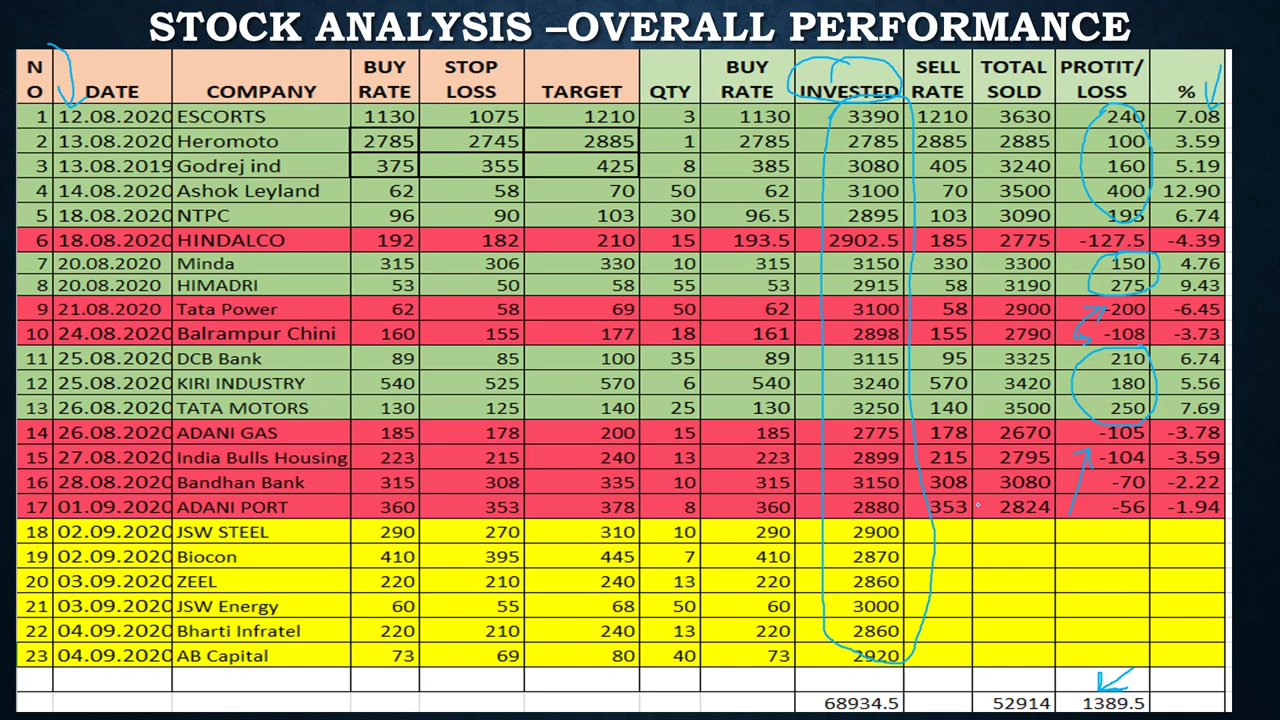 STOCK ANALYSIS –OVERALL PERFORMANCE
NO DATE COMPANY BUY RATE STOP LOSS TARGET QTY BUY RATE INVESTED SELL RATE TOTAL SOLD PROTIT/ LOSS %
1 12.08.2020 ESCORTS 1130 1075 1210 3 1130 3390 1210 3630 240 7.08
2 13.08.2020 Heromoto 2785 2745 2885 1 2785 2785 2885 2885 100 3.59
3 13.08.2019 Godrej ind 375 355 425 8 385 3080 405 3240 160 5.19
4 14.08.2020 Ashok Leyland 62 58 70 50 62 3100 70 3500 400 12.90
5 18.08.2020 NTPC 96 90 103 30 96.5 2895 103 3090 195 6.74
6 18.08.2020 HINDALCO 192 182 210 15 193.5 2902.5 185 2775 -127.5 -4.39
7 20.08.2020 Minda 315 306 330 10 315 3150 330 3300 150 4.76
8 20.08.2020 HIMADRI 53 50 58 55 53 2915 58 3190 275 9.43
9 21.08.2020 Tata Power 62 58 69 50 62 3100 58 2900 -200 -6.45
10 24.08.2020 Balrampur Chini 160 155 177 18 161 2898 155 2790 -108 -3.73
11 25.08.2020 DCB Bank 89 85 100 35 89 3115 95 3325 210 6.74
12 25.08.2020 KIRI INDUSTRY 540 525 570 6 540 3240 570 3420 180 5.56
13 26.08.2020 TATA MOTORS 130 125 140 25 130 3250 140 3500 250 7.69
14 26.08.2020 ADANI GAS 185 178 200 15 185 2775 178 2670 -105 -3.78
15 27.08.2020 India Bulls Housing 223 215 240 13 223 2899 215 2795 -104 -3.59
16 28.08.2020 Bandhan Bank 315 308 335 10 315 3150 308 3080 -70 -2.22
17 01.09.2020 ADANI PORT 360 353 378 8 360 2880 353 2824 -56 -1.94
18 02.09.2020 JSW STEEL 290 270 310 10 290 2900
19 02.09.2020 Biocon 410 395 445 7 410 2870
20 03.09.2020 ZEEL 220 210 240 13 220 2860
21 03.09.2020 JSW Energy 60 55 68 50 60 3000
22 04.09.2020 Bharti Infratel 220 210 240 13 220 2860
23 04.09.2020 AB Capital 73 69 80 40 73 2920
68934.5 52914 1389.5